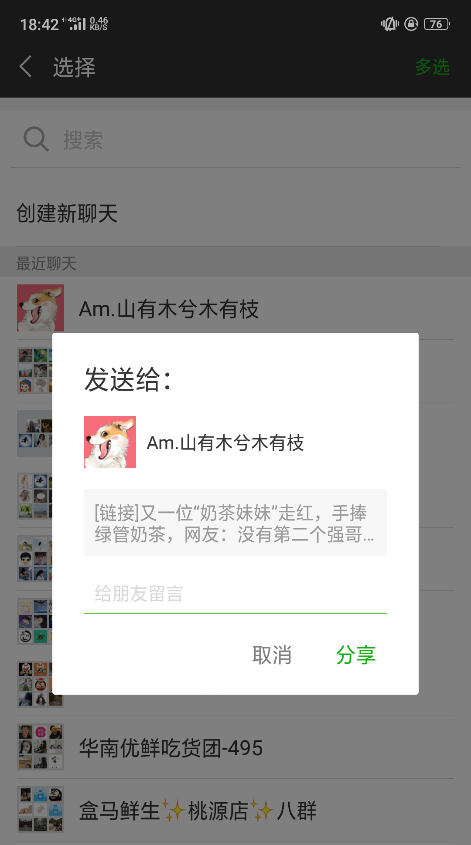 18:42 4G+ 0.46 KB/S 76
选择 多选
搜索
创建新聊天
最近聊天
Am.山有木兮木有枝
发送给：
Am.山有木兮木有枝
[链接]又一位“奶茶妹妹”走红，手捧
绿管奶茶，网友：没有第二个强哥...
给朋友留言
取消 分享
华南优鲜吃货团-495
盒马鲜生✨桃源店✨八群